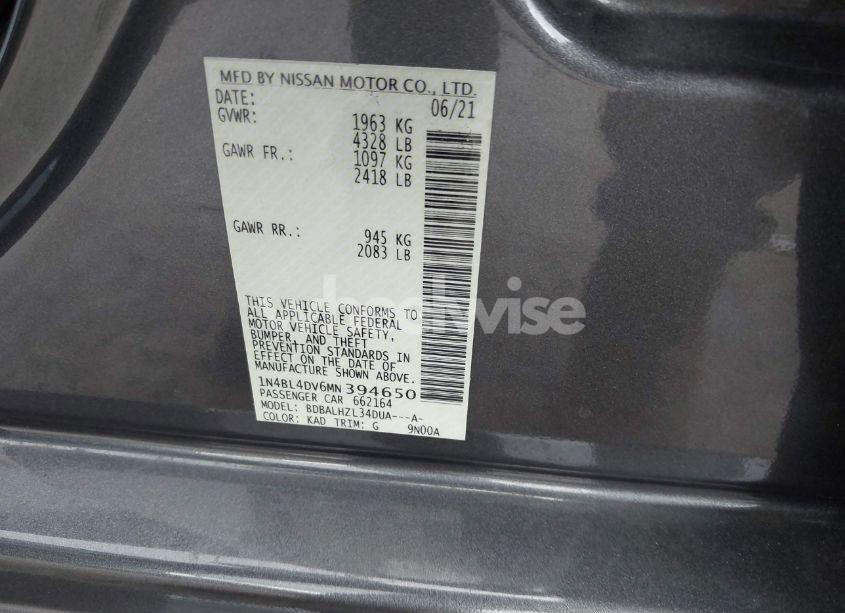 MFD BY NISSAN MOTOR CO., LTD.
DATE: 06/21
GVWR: 1963 KG
4328 LB
GAWR FR.: 1097 KG
2418 LB
GAWR RR.: 945 KG
2083 LB
THIS VEHICLE CONFORMS TO
ALL APPLICABLE FEDERAL
MOTOR VEHICLE SAFETY,
BUMPER, AND THEFT
PREVENTION STANDARDS IN
EFFECT ON THE DATE OF
MANUFACTURE SHOWN ABOVE.
1N4BL4DV6MN394650
PASSENGER CAR 662164
MODEL: BDBALHZL34DUA---A-
COLOR: KAD TRIM: G 9N00A